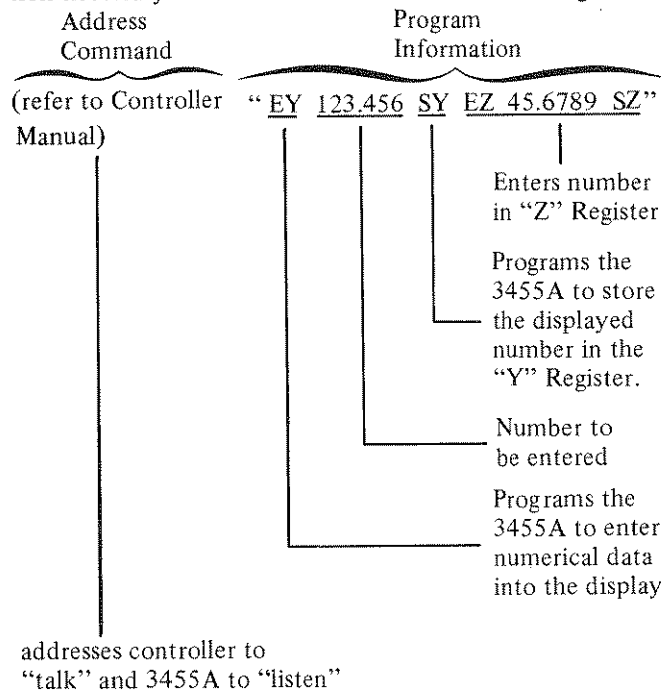 Address
Command
Program
Information
(refer to Controller
Manual)
“ EY 123.456 SY EZ 45.6789 SZ”
Enters number
in “Z” Register
Programs the
3455A to store
the displayed
number in the
“Y” Register.
Number to
be entered
Programs the
3455A to enter
numerical data
into the display
addresses controller to
“talk” and 3455A to “listen”